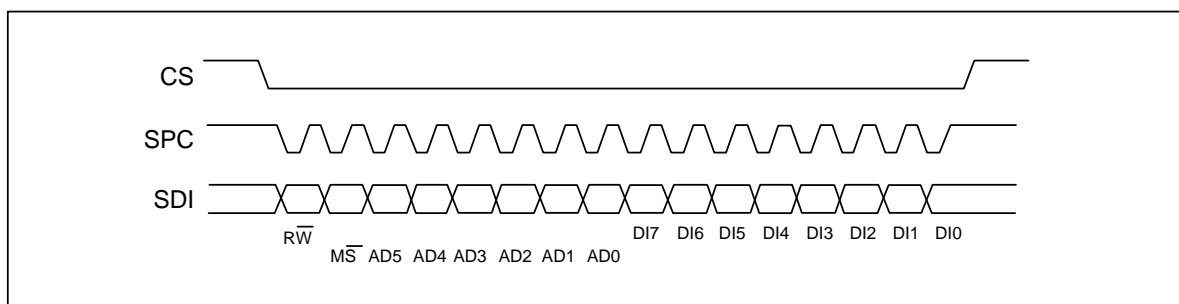 CS
SPC
SDI
RW̅
DI7 DI6 DI5 DI4 DI3 DI2 DI1 DI0
MS̅ AD5 AD4 AD3 AD2 AD1 AD0